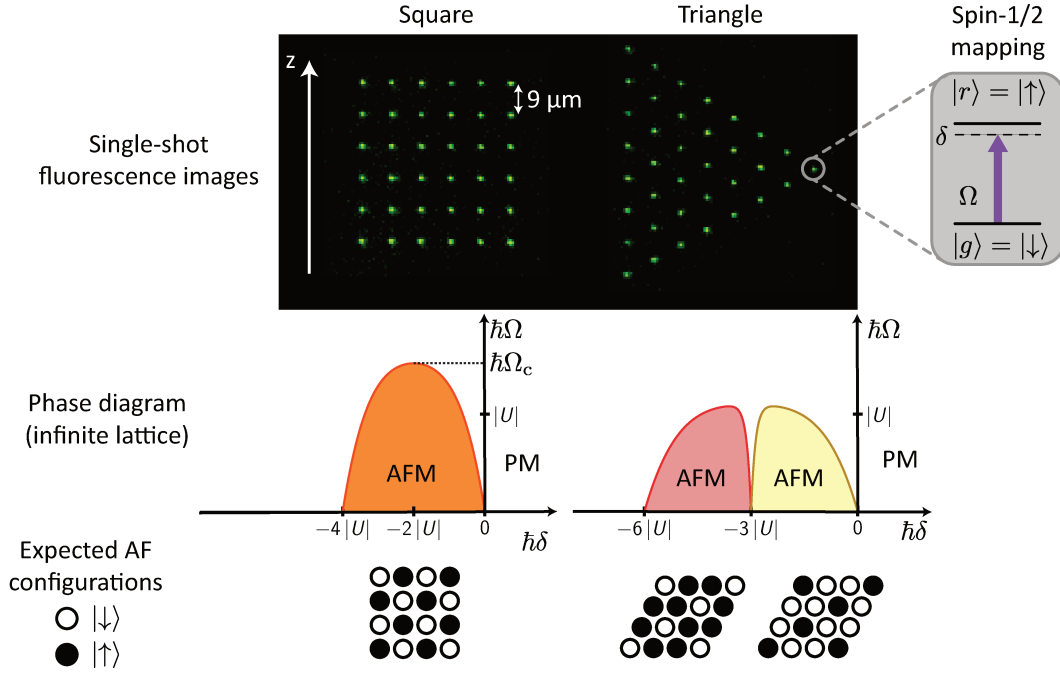 Square
Triangle
Spin-1/2
mapping
z
9 μm
Single-shot
fluorescence images
|r⟩ = |↑⟩
δ
Ω
|g⟩ = |↓⟩
Phase diagram
(infinite lattice)
ħΩ
ħΩc
|U|
AFM
PM
−4|U|
−2|U|
0
ħδ
ħΩ
|U|
AFM
AFM
PM
−6|U|
−3|U|
0
ħδ
Expected AF
configurations
|↓⟩
|↑⟩